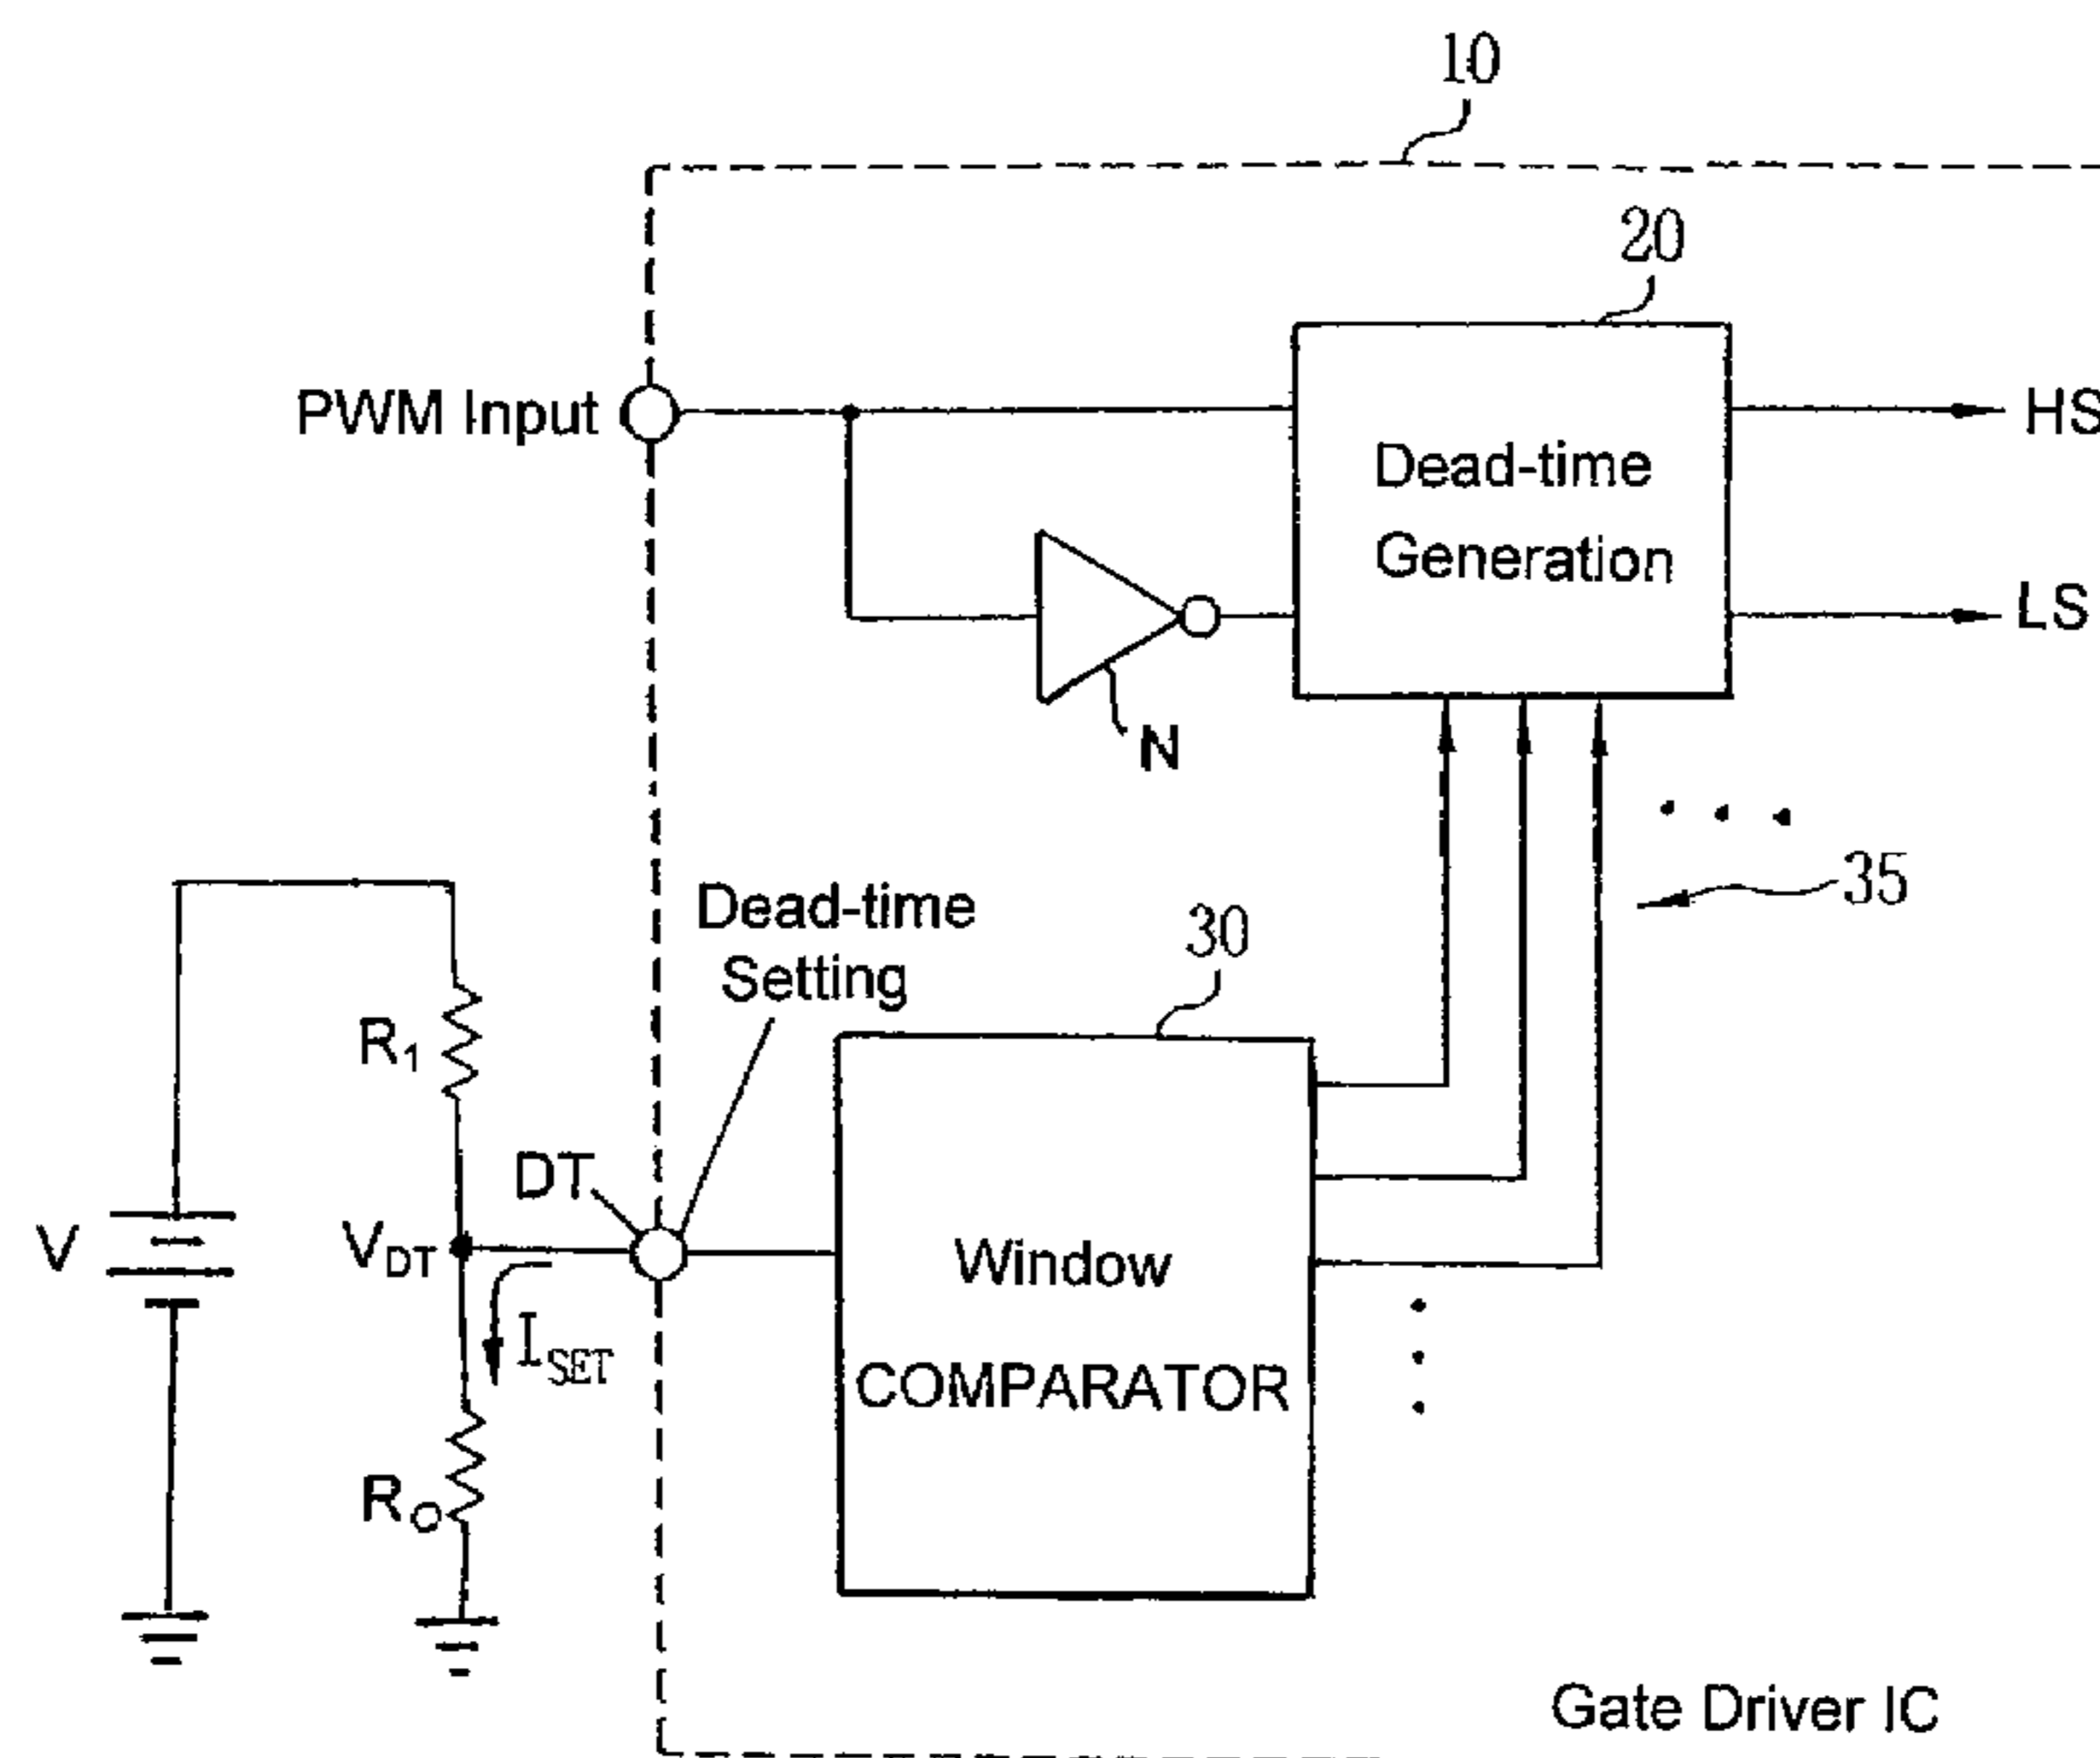 10
20
PWM Input
HS
Dead-time
Generation
LS
N
35
Dead-time
Setting
30
R1
DT
V
VDT
Window
ISET
COMPARATOR
RO
Gate Driver IC